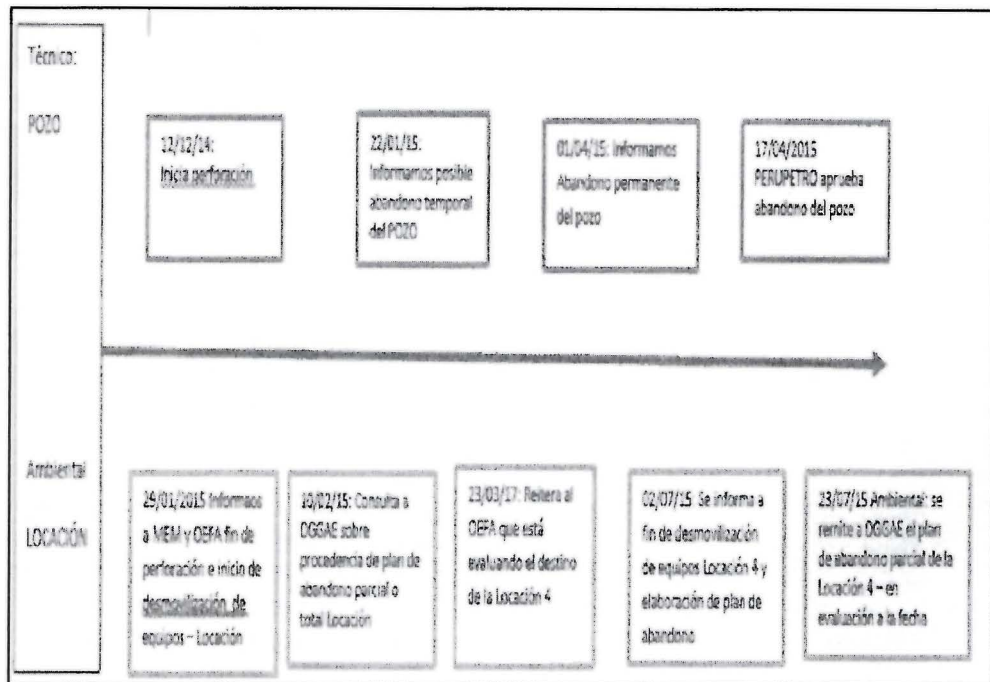 Técnico:
POZO
12/12/14:
Inicia perforación
22/01/15:
Informamos posible
abandono temporal
del POZO
01/04/15: Informamos
Abandono permanente
del pozo
17/04/2015
PERUPETRO aprueba
abandono del pozo
Ambiental
LOCACIÓN
29/01/2015 Informaos
a MEM y OEFA fin de
perforación e inicio de
desmovilización de
equipos – Locación
10/02/15: Consulta a
DGGAE sobre
procedencia de plan de
abandono parcial o
total Locación
23/03/17: Reitera al
OEFA que está
evaluando el destino
de la Locación 4
02/07/15: Se informa a
fin de desmovilización
de equipos Locación 4 y
elaboración de plan de
abandono
23/07/15 Ambiental: se
remite a DGGAE el plan
de abandono parcial de la
Locación 4 – en
evaluación a la fecha